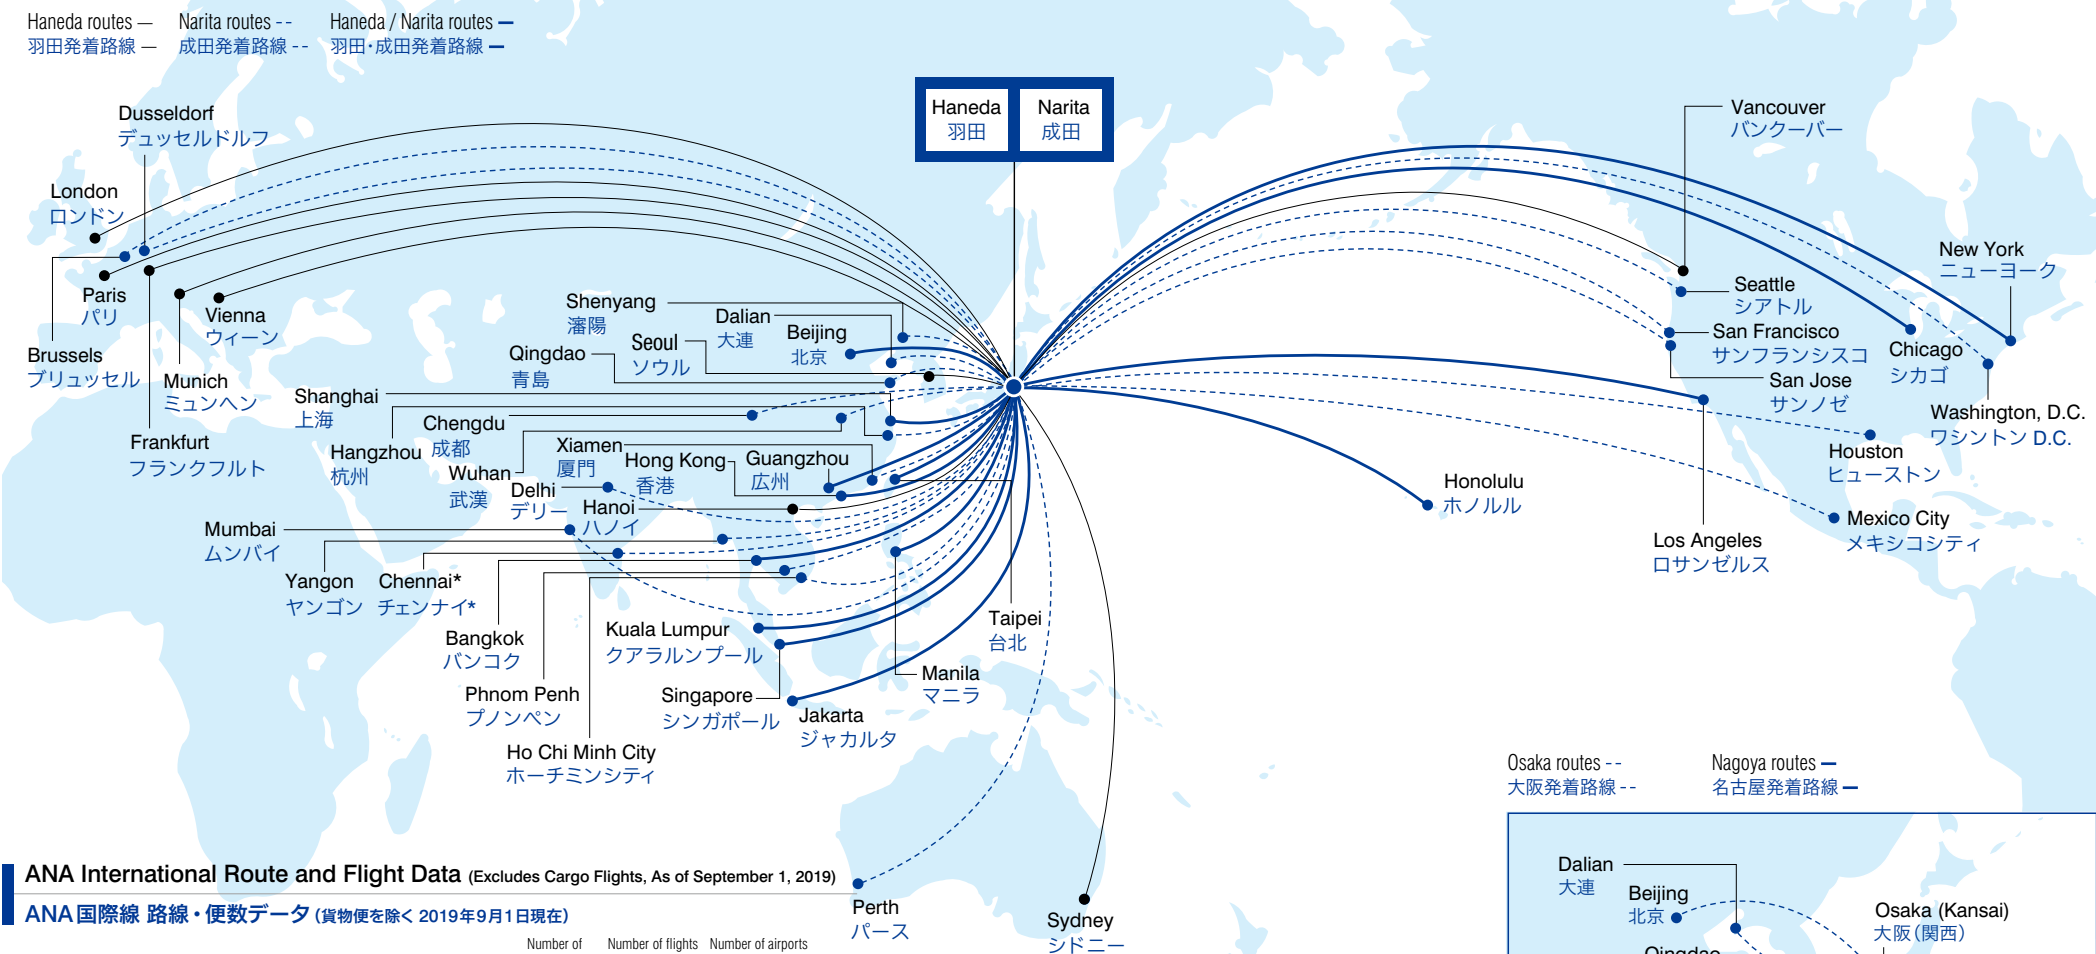 Haneda routes —
羽田発着路線 —
Narita routes --
成田発着路線 --
Haneda / Narita routes —
羽田・成田発着路線 —
Haneda
羽田
Narita
成田
Dusseldorf
デュッセルドルフ
London
ロンドン
Paris
パリ
Vienna
ウィーン
Brussels
ブリュッセル
Munich
ミュンヘン
Frankfurt
フランクフルト
Shenyang
瀋陽
Dalian
大連
Beijing
北京
Seoul
ソウル
Qingdao
青島
Shanghai
上海
Hangzhou
杭州
Chengdu
成都
Wuhan
武漢
Xiamen
厦門
Hong Kong
香港
Guangzhou
広州
Delhi
デリー
Hanoi
ハノイ
Mumbai
ムンバイ
Yangon
ヤンゴン
Chennai*
チェンナイ*
Bangkok
バンコク
Phnom Penh
プノンペン
Ho Chi Minh City
ホーチミンシティ
Kuala Lumpur
クアラルンプール
Singapore
シンガポール
Jakarta
ジャカルタ
Manila
マニラ
Taipei
台北
Perth
パース
Sydney
シドニー
Vancouver
バンクーバー
Seattle
シアトル
San Francisco
サンフランシスコ
San Jose
サンノゼ
New York
ニューヨーク
Chicago
シカゴ
Washington, D.C.
ワシントン D.C.
Houston
ヒューストン
Honolulu
ホノルル
Los Angeles
ロサンゼルス
Mexico City
メキシコシティ
ANA International Route and Flight Data (Excludes Cargo Flights, As of September 1, 2019)
ANA国際線 路線・便数データ（貨物便を除く 2019年9月1日現在）
Number of
Number of flights
Number of airports
Osaka routes --
大阪発着路線 --
Nagoya routes —
名古屋発着路線 —
Dalian
大連
Beijing
北京
Osaka (Kansai)
大阪（関西）
Qingdao